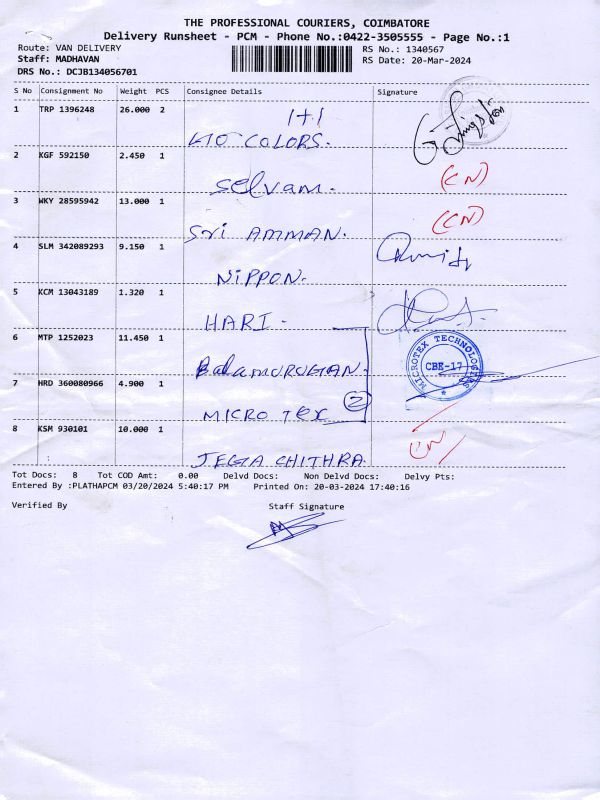 THE PROFESSIONAL COURIERS, COIMBATORE
Delivery Runsheet - PCM - Phone No.:0422-3505555 - Page No.:1
Route: VAN DELIVERY RS No.: 1340567
Staff: MADHAVAN RS Date: 20-Mar-2024
DRS No.: DCJB134056701
S No Consignment No Weight PCS Consignee Details Signature
1 TRP 1396248 26.000 2 1+1
COLORS.
2 KGF 592150 2.450 1
Selvam. (CN)
3 WKY 28595942 13.000 1
Sri AMMAN. (CN)
4 SLM 342089293 9.150 1
NIPPON.
5 KCM 13043189 1.320 1
HARI.
6 MTP 1252023 11.450 1
BalaMURUGAN.
MICROTEX TECHNOLOGIES
CBE-17
7 HRD 360080966 4.900 1
MICRO TEX 2
8 KSM 930101 10.000 1
JEGA CHITHRA. CN
Tot Docs: 8 Tot COD Amt: 0.00 Delvd Docs: Non Delvd Docs: Delvy Pts:
Entered By :PLATHAPCM 03/20/2024 5:40:17 PM Printed On: 20-03-2024 17:40:16
Verified By Staff Signature